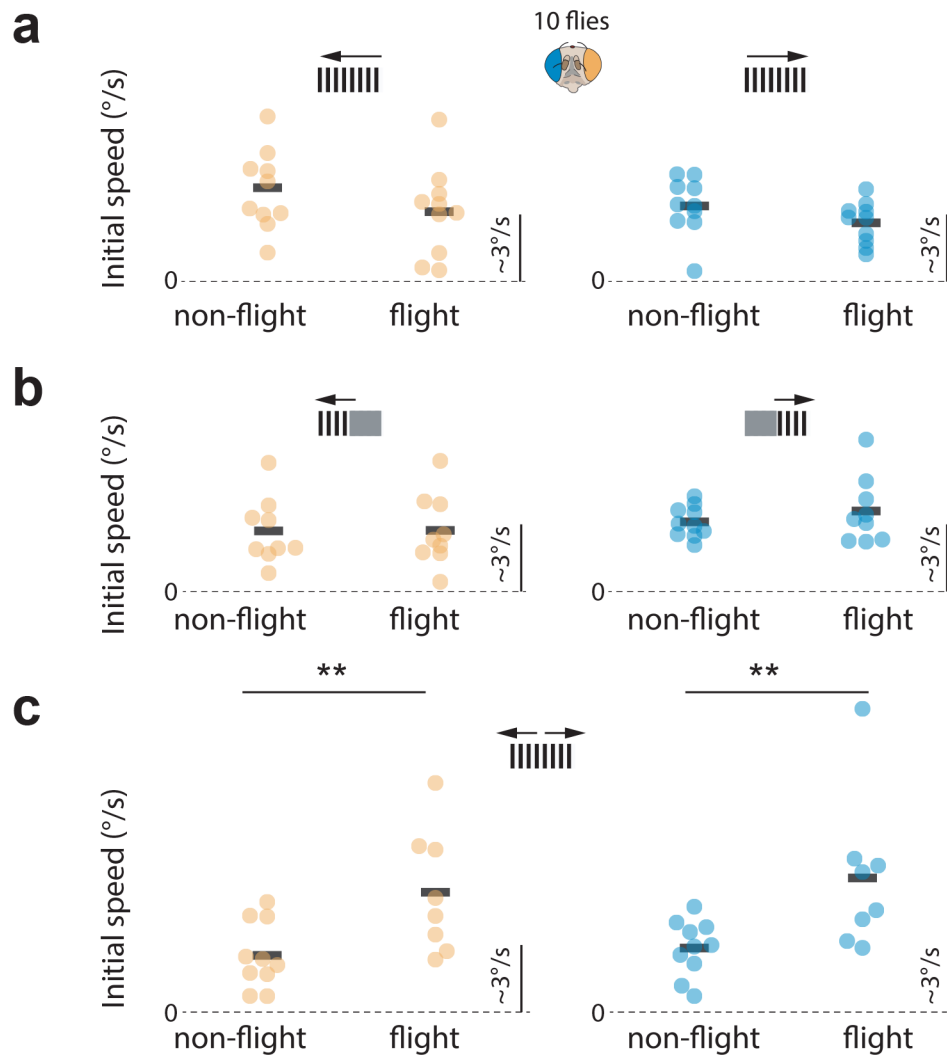 a
10 flies
Initial speed (°/s)
0
~3°/s
~3°/s
0
non-flight
flight
non-flight
flight
b
Initial speed (°/s)
0
~3°/s
~3°/s
0
non-flight
flight
non-flight
flight
**
**
c
Initial speed (°/s)
0
~3°/s
~3°/s
0
non-flight
flight
non-flight
flight